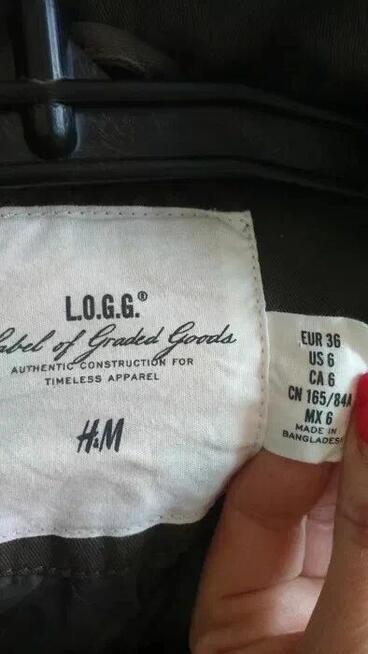 L.O.G.G.®
Label of Graded Goods
AUTHENTIC CONSTRUCTION FOR
TIMELESS APPAREL
H&M
EUR 36
US 6
CA 6
CN 165/84A
MX 6
MADE IN
BANGLADESH